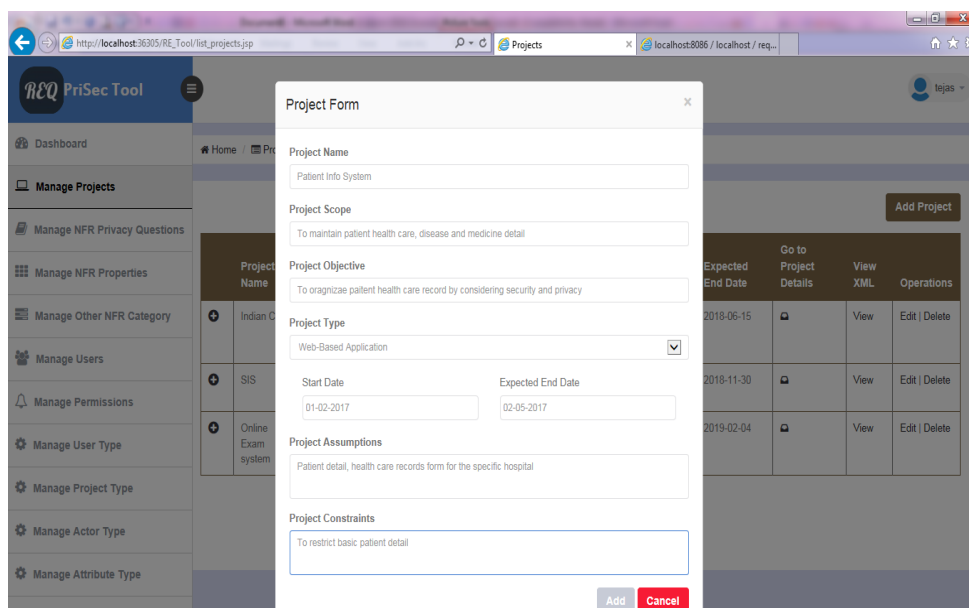 http://localhost:36305/RE_Tool/list_projects.jsp
Projects
localhost:8086 / localhost / req...
REQ PriSec Tool
tejas
Dashboard
Manage Projects
Manage NFR Privacy Questions
Manage NFR Properties
Manage Other NFR Category
Manage Users
Manage Permissions
Manage User Type
Manage Project Type
Manage Actor Type
Manage Attribute Type
Home /
Add Project
Project Name
Expected End Date
Go to Project Details
View XML
Operations
Indian
2018-06-15
View
Edit | Delete
SIS
2018-11-30
View
Edit | Delete
Online Exam system
2019-02-04
View
Edit | Delete
Project Form
x
Project Name
Patient Info System
Project Scope
To maintain patient health care, disease and medicine detail
Project Objective
To oragnizae paitent health care record by considering security and privacy
Project Type
Web-Based Application
Start Date
Expected End Date
01-02-2017
02-05-2017
Project Assumptions
Patient detail, health care records form for the specific hospital
Project Constraints
To restrict basic patient detail
Add
Cancel